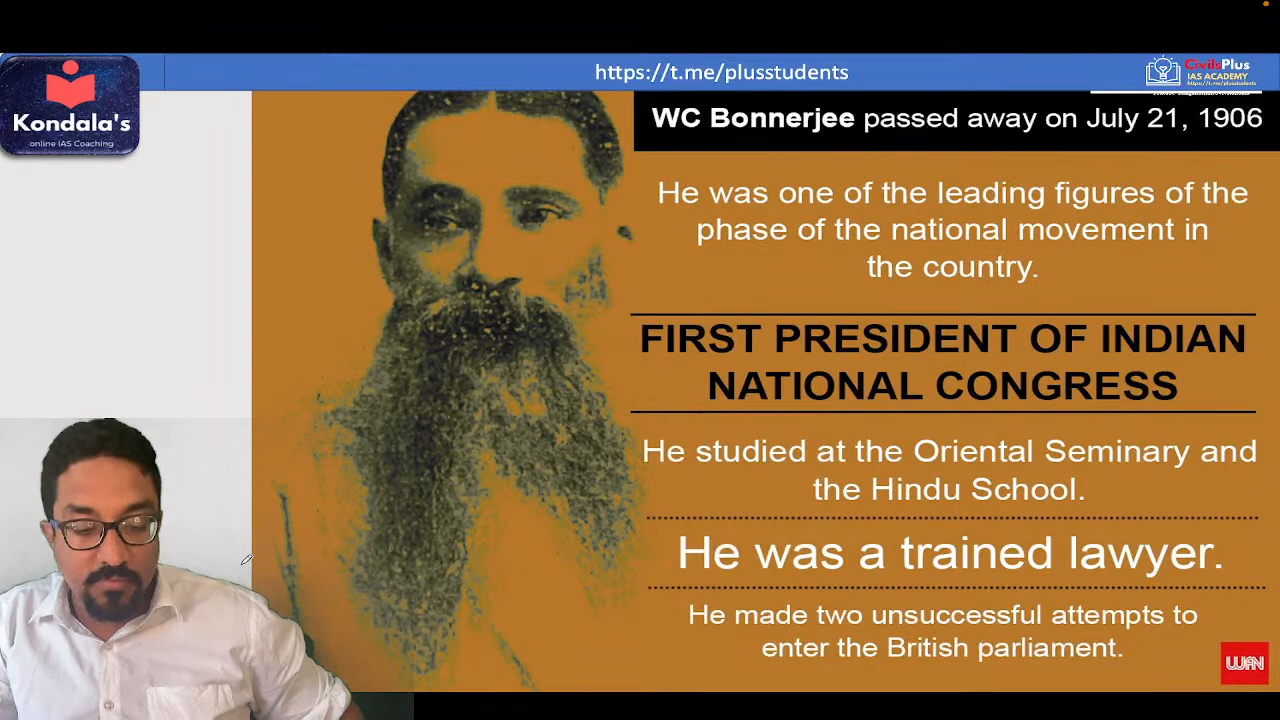 https://t.me/plusstudents
CivilsPlus
IAS ACADEMY
https://t.me/plusstudents
Kondala's
online IAS Coaching
WC Bonnerjee passed away on July 21, 1906
He was one of the leading figures of the
phase of the national movement in
the country.
FIRST PRESIDENT OF INDIAN
NATIONAL CONGRESS
He studied at the Oriental Seminary and
the Hindu School.
He was a trained lawyer.
He made two unsuccessful attempts to
enter the British parliament.